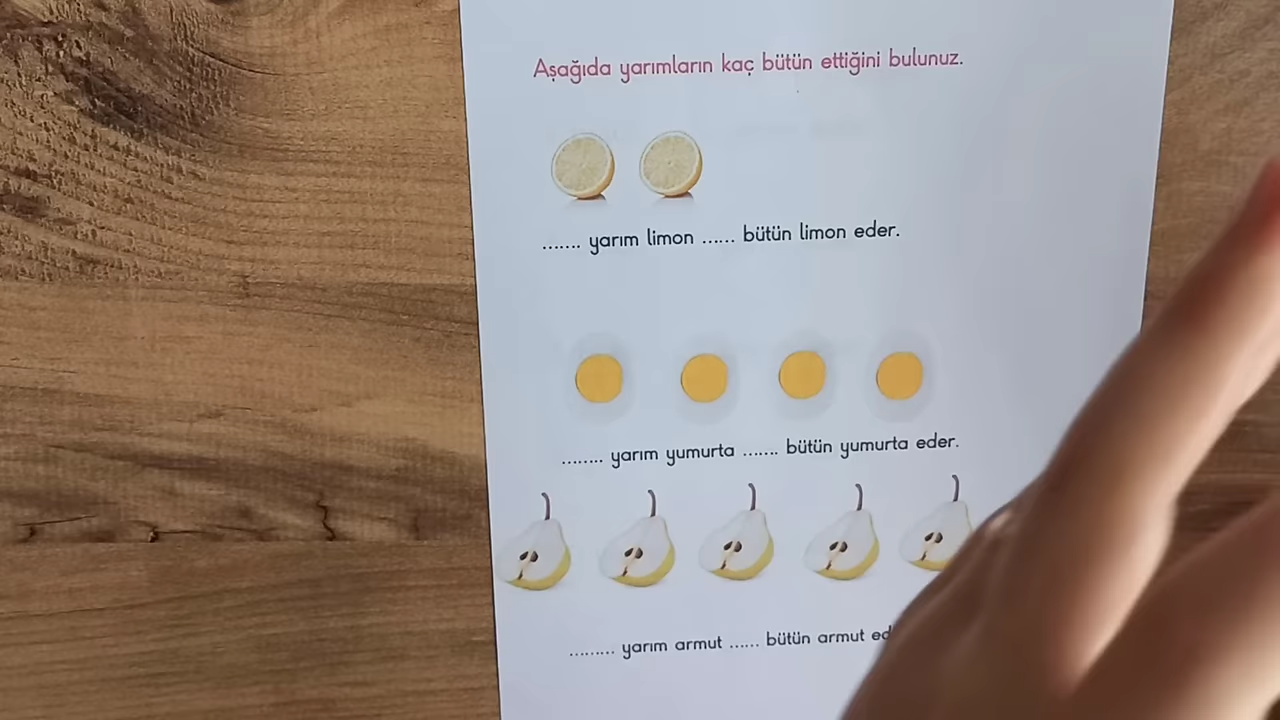 Aşağıda yarımların kaç bütün ettiğini bulunuz.
....... yarım limon ...... bütün limon eder.
........ yarım yumurta ....... bütün yumurta eder.
......... yarım armut ...... bütün armut ed